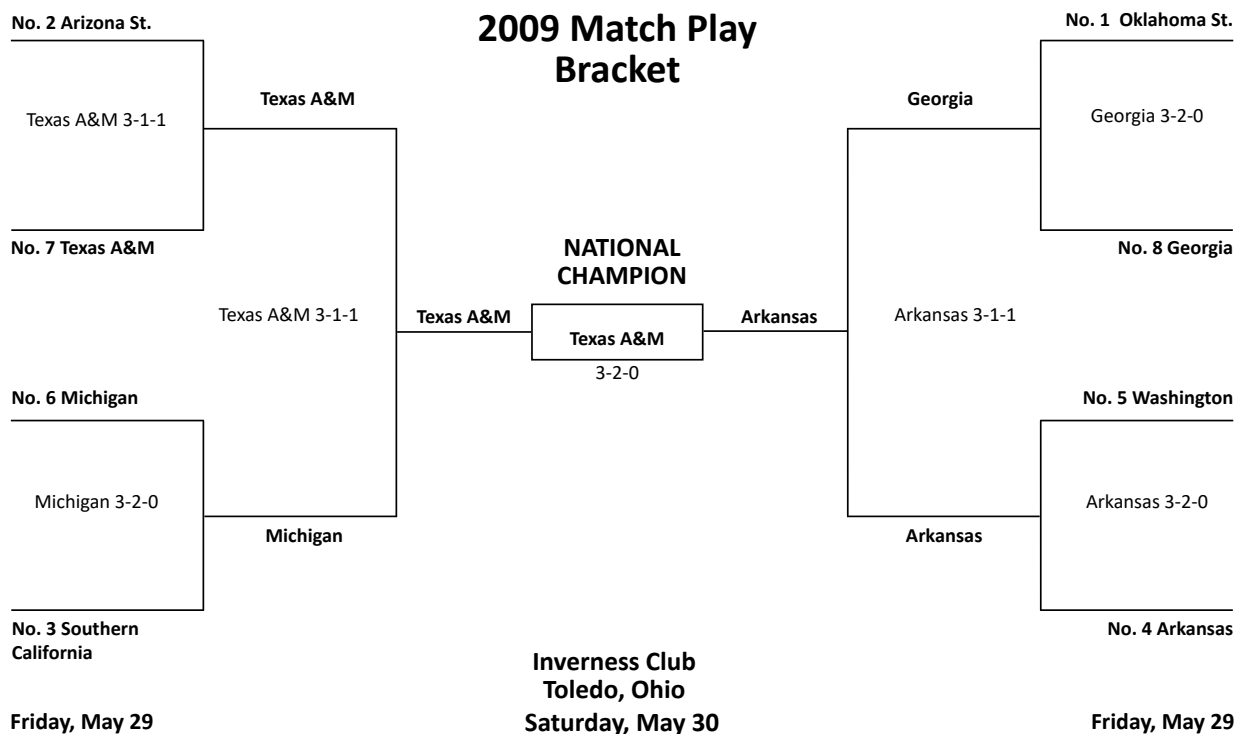 2009 Match Play
Bracket
No. 2 Arizona St.
Texas A&M 3-1-1
No. 7 Texas A&M
Texas A&M
Texas A&M 3-1-1
No. 6 Michigan
Michigan 3-2-0
Michigan
No. 3 Southern
California
Texas A&M
NATIONAL
CHAMPION
Texas A&M
3-2-0
Arkansas
No. 1  Oklahoma St.
Georgia 3-2-0
No. 8 Georgia
Georgia
Arkansas 3-1-1
No. 5 Washington
Arkansas 3-2-0
Arkansas
No. 4 Arkansas
Inverness Club
Toledo, Ohio
Friday, May 29
Saturday, May 30
Friday, May 29